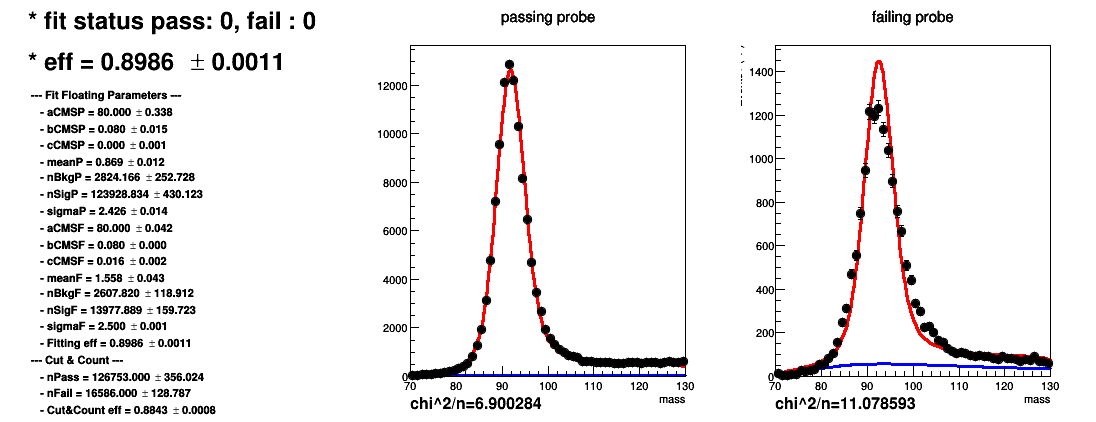 * fit status pass: 0, fail : 0
* eff = 0.8986 ± 0.0011
--- Fit Floating Parameters ---
- aCMSP = 80.000 ± 0.338
- bCMSP = 0.080 ± 0.015
- cCMSP = 0.000 ± 0.001
- meanP = 0.869 ± 0.012
- nBkgP = 2824.166 ± 252.728
- nSigP = 123928.834 ± 430.123
- sigmaP = 2.426 ± 0.014
- aCMSF = 80.000 ± 0.042
- bCMSF = 0.080 ± 0.000
- cCMSF = 0.016 ± 0.002
- meanF = 1.558 ± 0.043
- nBkgF = 2607.820 ± 118.912
- nSigF = 13977.889 ± 159.723
- sigmaF = 2.500 ± 0.001
- Fitting eff = 0.8986 ± 0.0011
--- Cut & Count ---
- nPass = 126753.000 ± 356.024
- nFail = 16586.000 ± 128.787
- Cut&Count eff = 0.8843 ± 0.0008
passing probe
12000
10000
8000
6000
4000
2000
0
70 80 90 100 110 120 130
mass
chi^2/n=6.900284
failing probe
1400
1200
1000
800
600
400
200
0
70 80 90 100 110 120 130
mass
chi^2/n=11.078593